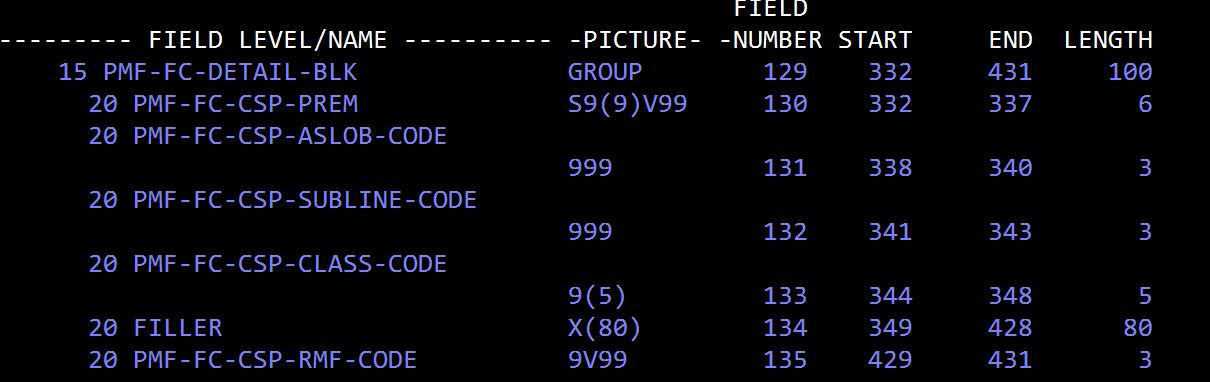 FIELD
--------- FIELD LEVEL/NAME ---------- -PICTURE- -NUMBER START END LENGTH
15 PMF-FC-DETAIL-BLK GROUP 129 332 431 100
20 PMF-FC-CSP-PREM S9(9)V99 130 332 337 6
20 PMF-FC-CSP-ASLOB-CODE
999 131 338 340 3
20 PMF-FC-CSP-SUBLINE-CODE
999 132 341 343 3
20 PMF-FC-CSP-CLASS-CODE
9(5) 133 344 348 5
20 FILLER X(80) 134 349 428 80
20 PMF-FC-CSP-RMF-CODE 9V99 135 429 431 3